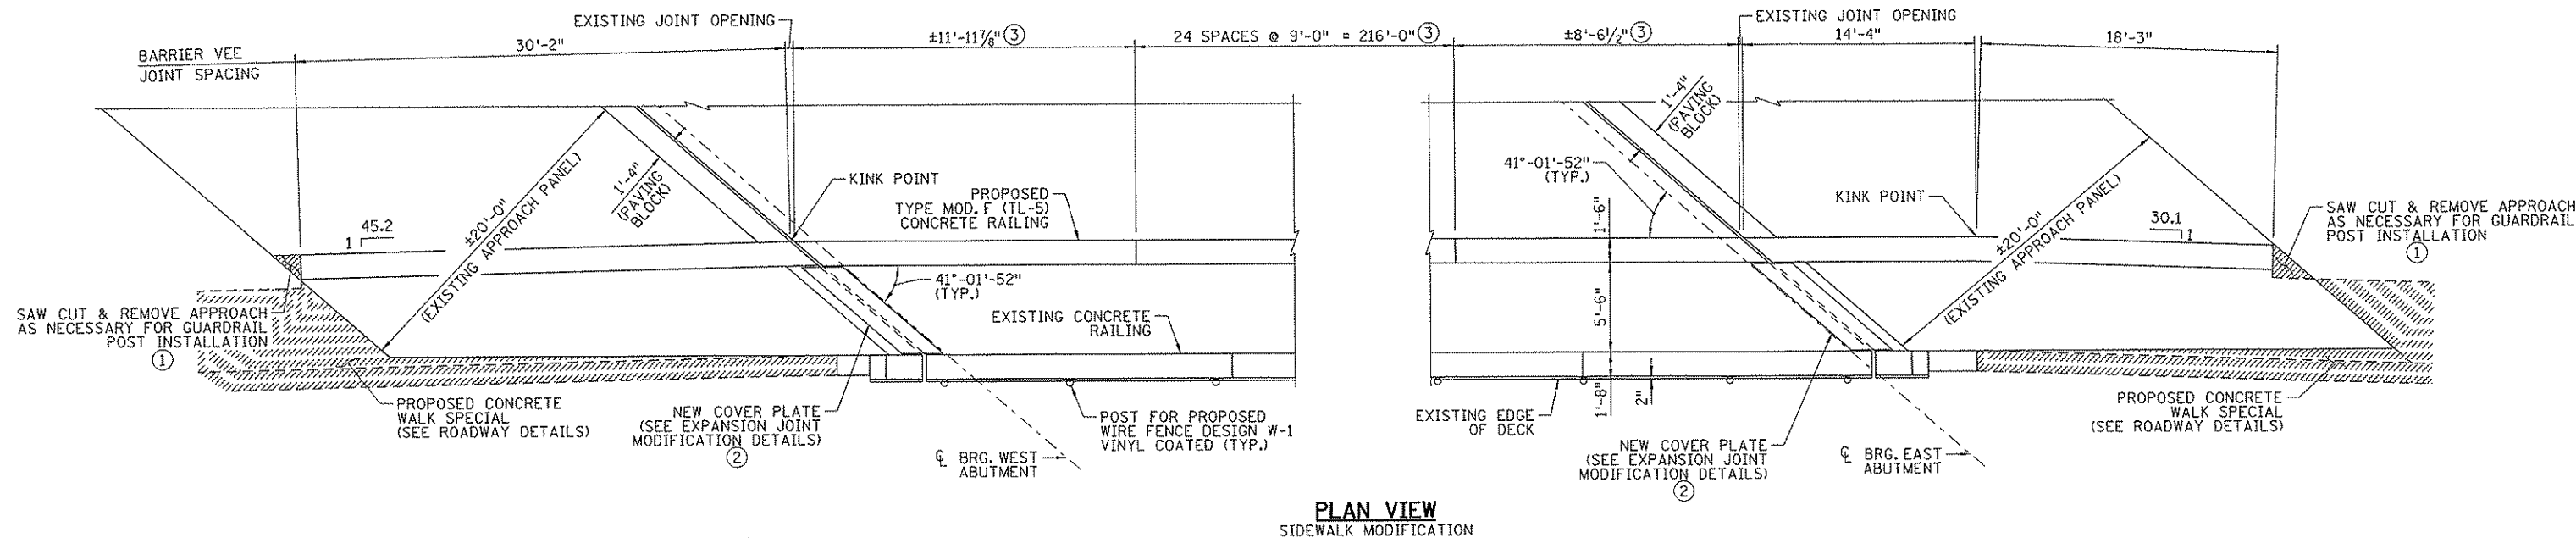 EXISTING JOINT OPENING
EXISTING JOINT OPENING
BARRIER VEE
JOINT SPACING
30'-2"
±11'-11⅞" ③
24 SPACES @ 9'-0" = 216'-0" ③
±8'-6½" ③
14'-4"
18'-3"
±20'-0"
(EXISTING APPROACH PANEL)
1'-4"
(PAVING
BLOCK)
KINK POINT
PROPOSED
TYPE MOD. F (TL-5)
CONCRETE RAILING
45.2
1
41°-01'-52"
(TYP.)
EXISTING CONCRETE
RAILING
SAW CUT & REMOVE APPROACH
AS NECESSARY FOR GUARDRAIL
POST INSTALLATION
①
PROPOSED CONCRETE
WALK SPECIAL
(SEE ROADWAY DETAILS)
NEW COVER PLATE
(SEE EXPANSION JOINT
MODIFICATION DETAILS)
②
POST FOR PROPOSED
WIRE FENCE DESIGN W-1
VINYL COATED (TYP.)
℄ BRG. WEST
ABUTMENT
1'-4"
(PAVING
BLOCK)
41°-01'-52"
(TYP.)
KINK POINT
1'-6"
5'-6"
1'-8"
2"
±20'-0"
(EXISTING APPROACH PANEL)
30.1
1
SAW CUT & REMOVE APPROACH
AS NECESSARY FOR GUARDRAIL
POST INSTALLATION
①
EXISTING EDGE
OF DECK
NEW COVER PLATE
(SEE EXPANSION JOINT
MODIFICATION DETAILS)
②
℄ BRG. EAST
ABUTMENT
PROPOSED CONCRETE
WALK SPECIAL
(SEE ROADWAY DETAILS)
PLAN VIEW
SIDEWALK MODIFICATION